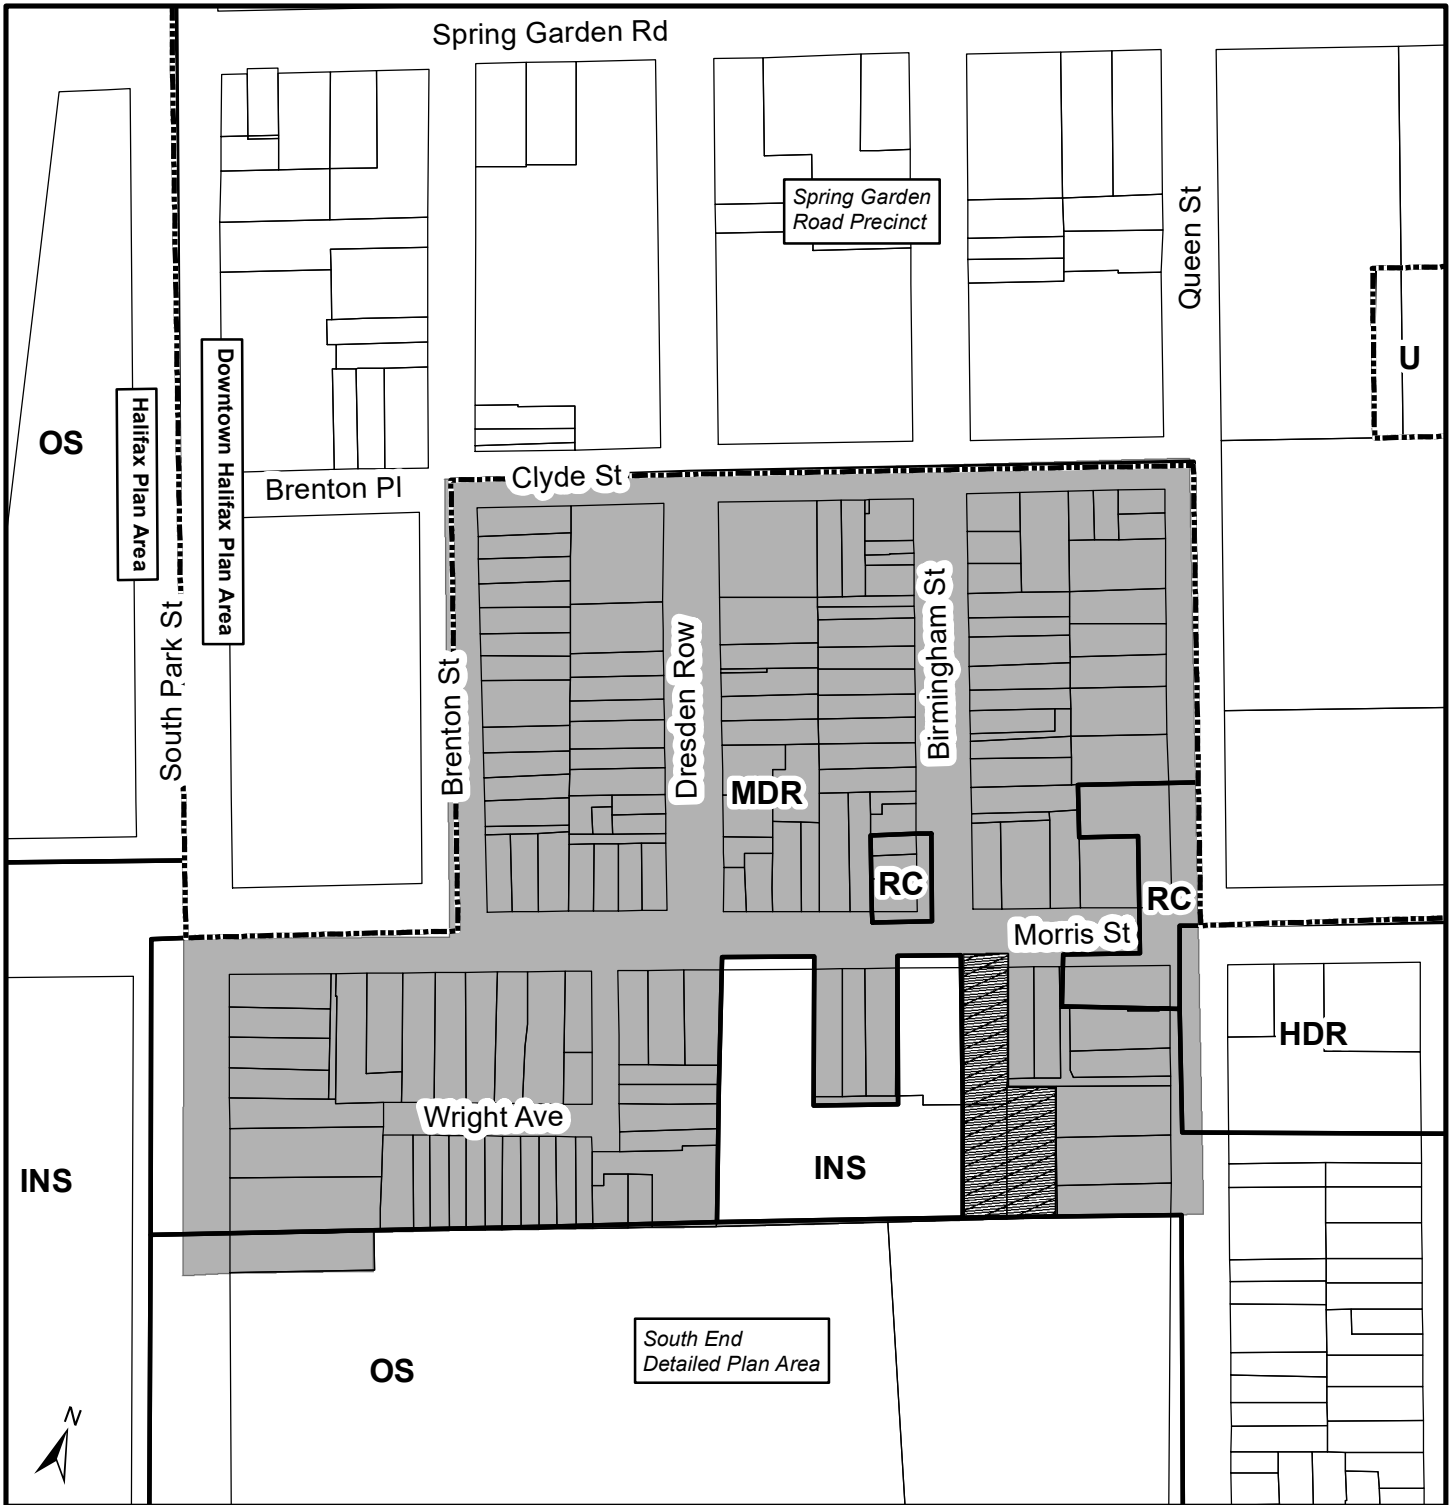 Spring Garden Rd
Spring Garden
Road Precinct
Queen St
U
OS
Halifax Plan Area
Downtown Halifax Plan Area
Brenton Pl
Clyde St
South Park St
Brenton St
Dresden Row
Birmingham St
MDR
RC
RC
Morris St
HDR
Wright Ave
INS
INS
South End
Detailed Plan Area
OS
N